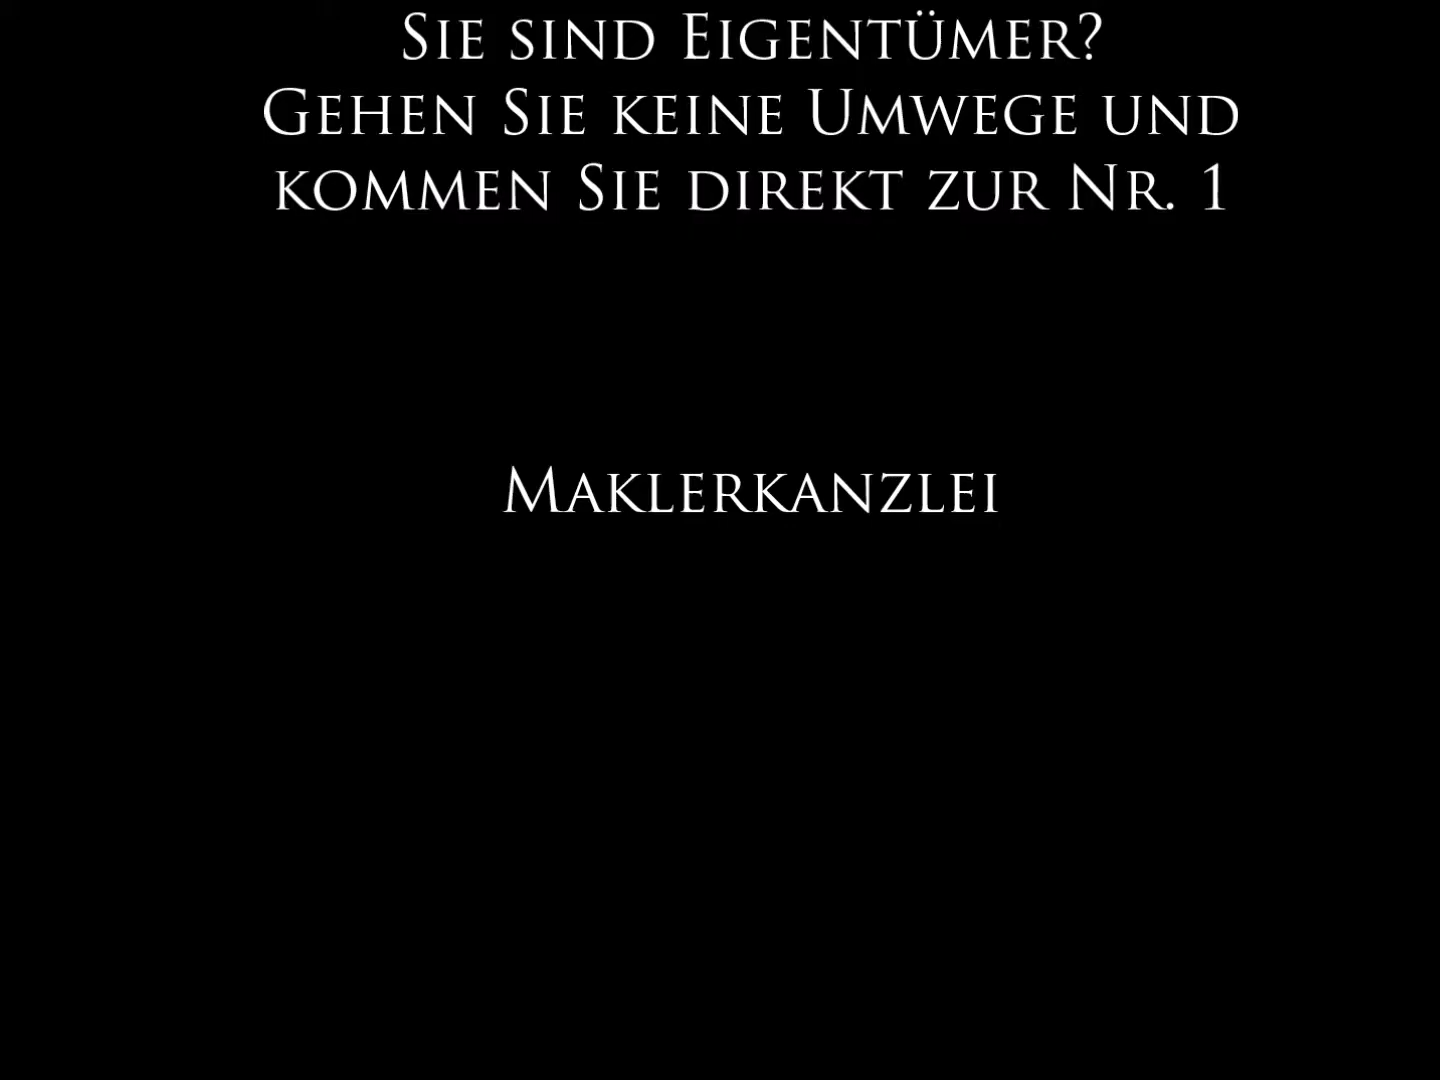 Sie sind Eigentümer?
Gehen Sie keine Umwege und
kommen Sie direkt zur Nr. 1
Maklerkanzlei